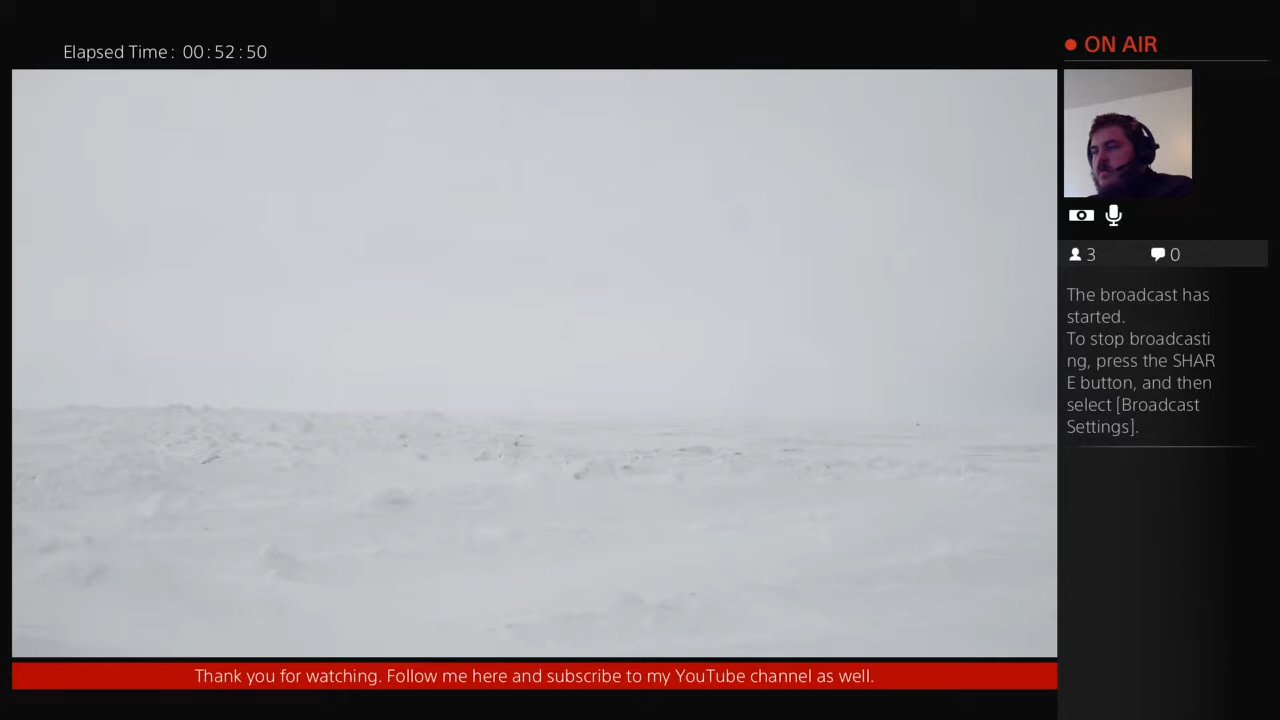 Elapsed Time: 00:52:50
ON AIR
3 0
The broadcast has
started.
To stop broadcasti
ng, press the SHAR
E button, and then
select [Broadcast
Settings].
Thank you for watching. Follow me here and subscribe to my YouTube channel as well.